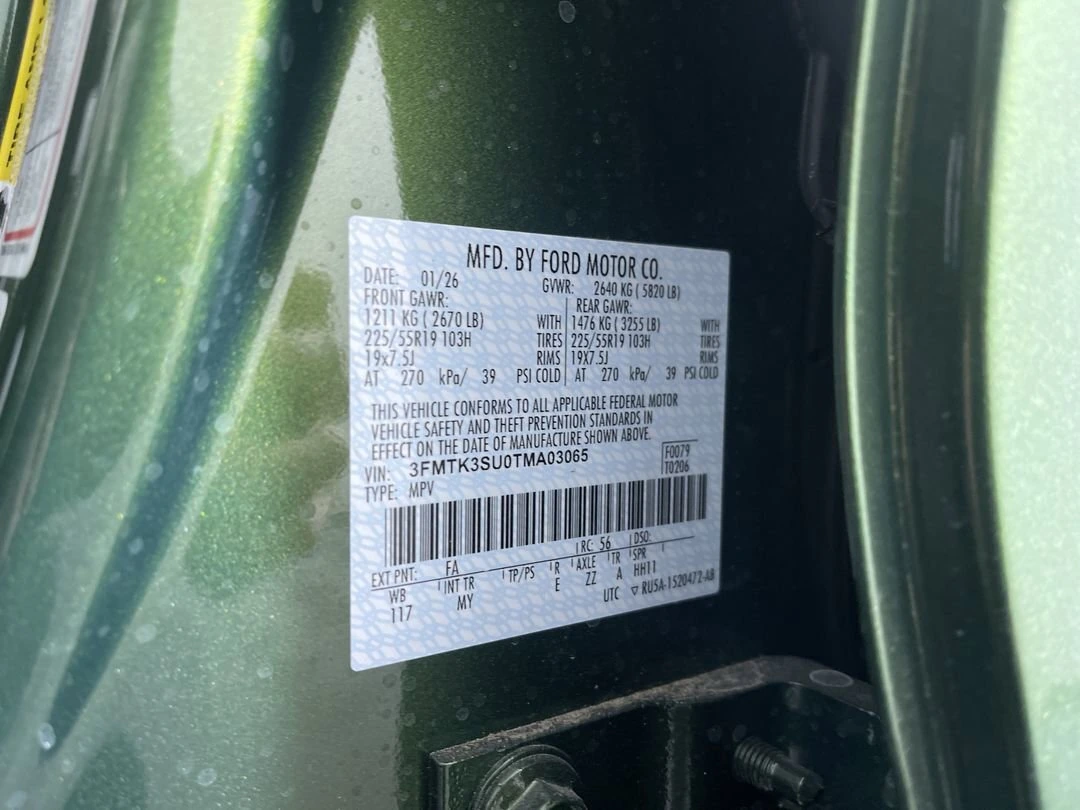 MFD. BY FORD MOTOR CO.
DATE: 01/26 GVWR: 2640 KG ( 5820 LB)
FRONT GAWR: REAR GAWR:
1211 KG ( 2670 LB) WITH 1476 KG ( 3255 LB) WITH
225/55R19 103H TIRES 225/55R19 103H TIRES
19x7.5J RIMS 19X7.5J RIMS
AT 270 kPa/ 39 PSI COLD AT 270 kPa/ 39 PSI COLD
THIS VEHICLE CONFORMS TO ALL APPLICABLE FEDERAL MOTOR
VEHICLE SAFETY AND THEFT PREVENTION STANDARDS IN
EFFECT ON THE DATE OF MANUFACTURE SHOWN ABOVE.
VIN: 3FMTK3SU0TMA03065 F0079
TYPE: MPV T0206
EXT PNT: FA RC: 56 DSO:
WB INT TR TP/PS R AXLE TR SPR
117 MY E ZZ A HH11
UTC ▽ RU5A-1520472-AB